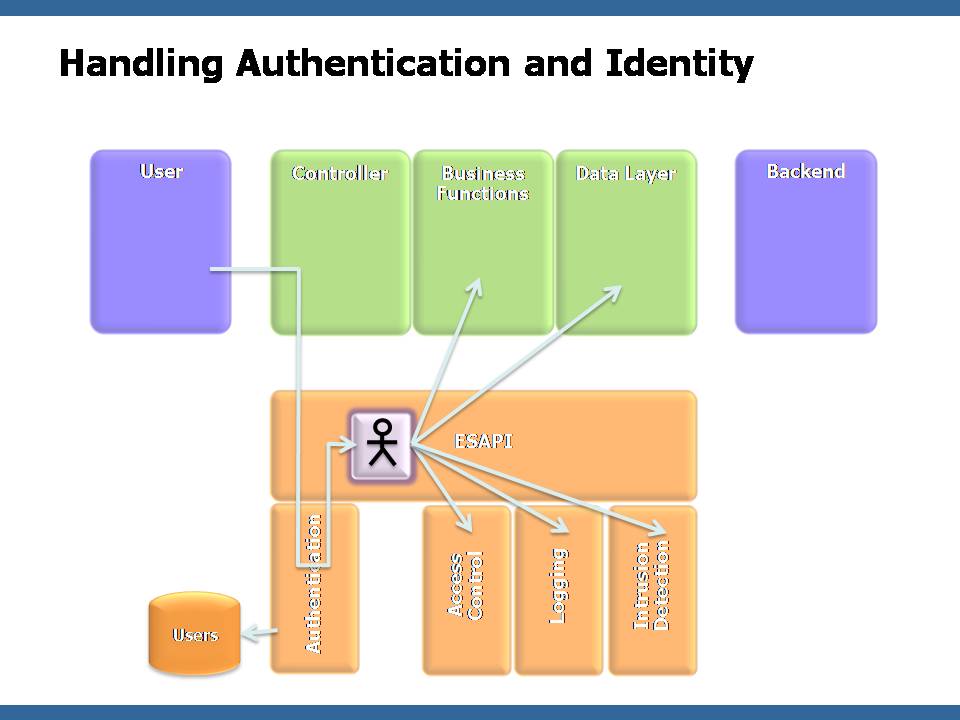 Handling Authentication and Identity
User
Controller
Business
Functions
Data Layer
Backend
ESAPI
Authentication
Access
Control
Logging
Intrusion
Detection
Users